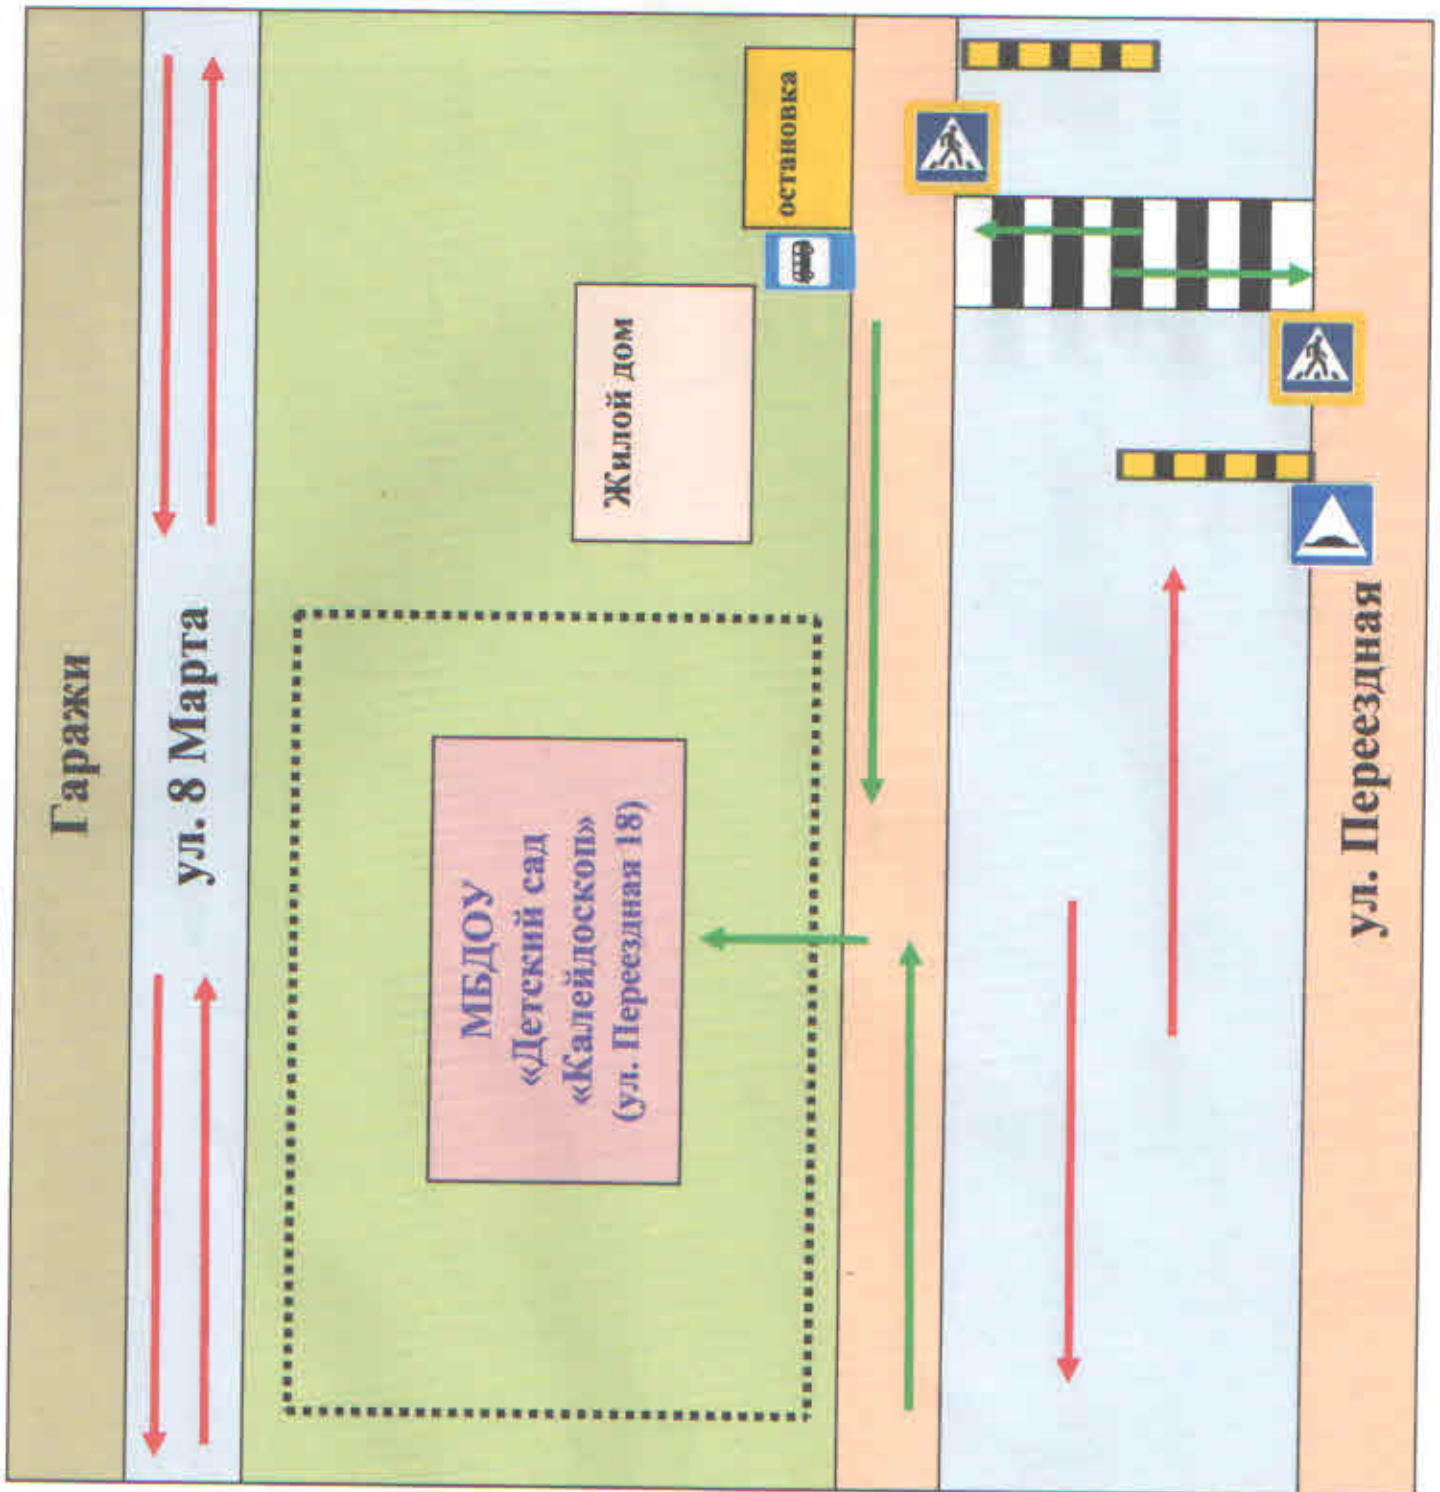 Гаражи
ул. 8 Марта
остановка
Жилой дом
МБДОУ
«Детский сад
«Калейдоскоп»
(ул. Переездная 18)
ул. Переездная